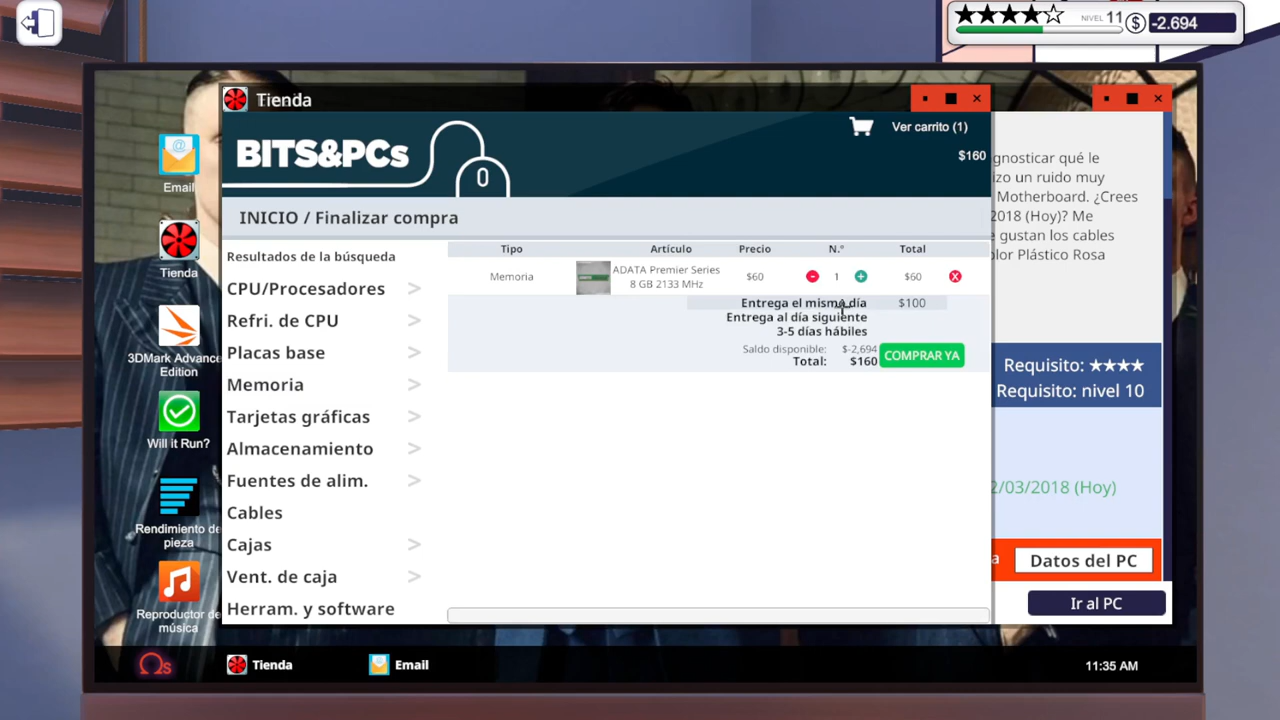 NIVEL 11 $ -2.694
Tienda
BITS&PCs
Ver carrito (1)
$160
INICIO / Finalizar compra
Resultados de la búsqueda
CPU/Procesadores >
Refri. de CPU >
Placas base >
Memoria >
Tarjetas gráficas >
Almacenamiento >
Fuentes de alim. >
Cables
Cajas >
Vent. de caja >
Herram. y software
Tipo Artículo Precio N.º Total
Memoria ADATA Premier Series $60 1 $60
8 GB 2133 MHz
Entrega el mismo día $100
Entrega al día siguiente
3-5 días hábiles
Saldo disponible: $-2,694
Total: $160
COMPRAR YA
gnosticar qué le
izo un ruido muy
Motherboard. ¿Crees
2018 (Hoy)? Me
e gustan los cables
olor Plástico Rosa
Requisito: ★★★★
Requisito: nivel 10
2/03/2018 (Hoy)
a Datos del PC
Ir al PC
Email
Tienda
3DMark Advance
Edition
Will it Run?
Rendimiento de
pieza
Reproductor de
música
Ωs Tienda Email 11:35 AM